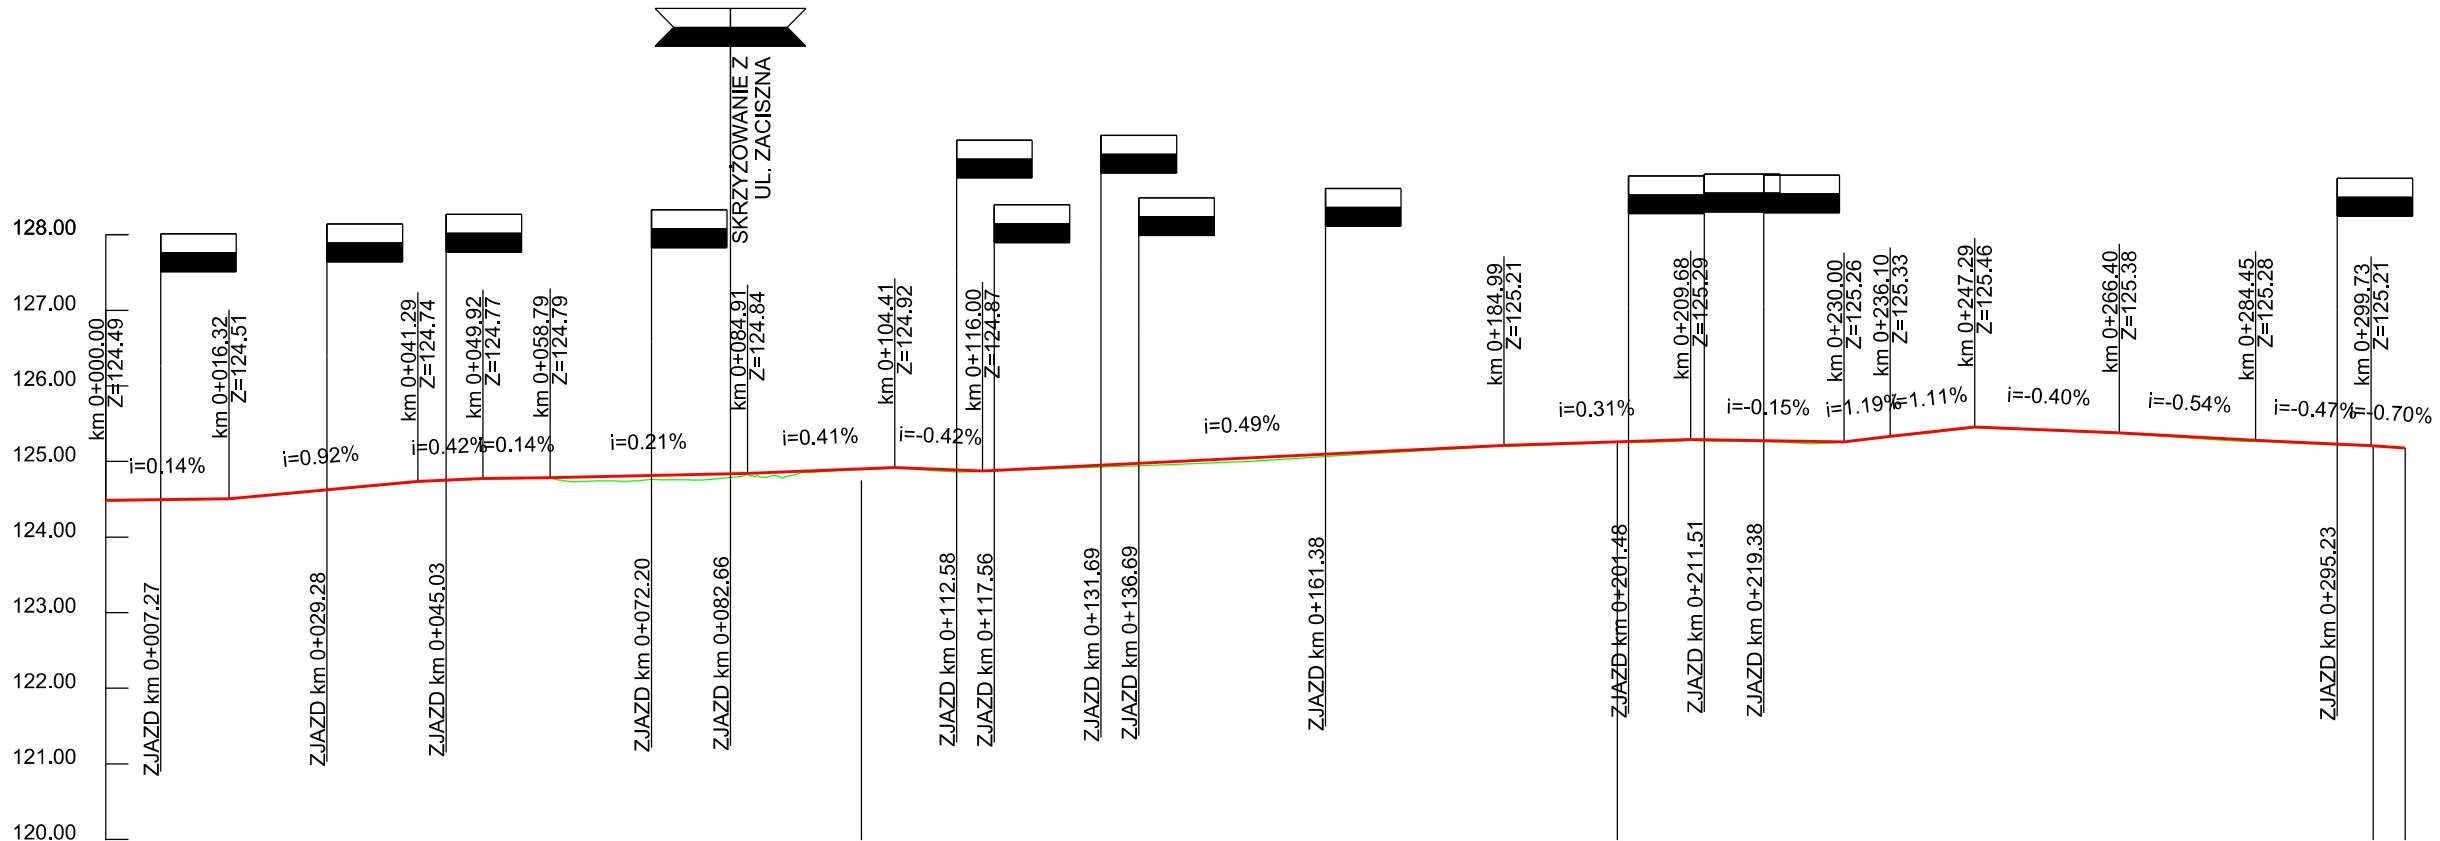 SKRZYŻOWANIE Z
UL. ZACISZNA
128.00
127.00
126.00
125.00
124.00
123.00
122.00
121.00
120.00
km 0+000.00
Z=124.49
km 0+016.32
Z=124.51
km 0+041.29
Z=124.74
km 0+049.92
Z=124.77
km 0+058.79
Z=124.79
km 0+084.91
Z=124.84
km 0+104.41
Z=124.92
km 0+116.00
Z=124.87
km 0+184.99
Z=125.21
km 0+209.68
Z=125.29
km 0+230.00
Z=125.26
km 0+236.10
Z=125.33
km 0+247.29
Z=125.46
km 0+266.40
Z=125.38
km 0+284.45
Z=125.28
km 0+299.73
Z=125.21
i=0.14%
i=0.92%
i=0.42%
i=0.14%
i=0.21%
i=0.41%
i=-0.42%
i=0.49%
i=0.31%
i=-0.15%
i=1.19%
i=1.11%
i=-0.40%
i=-0.54%
i=-0.47%
i=-0.70%
ZJAZD km 0+007.27
ZJAZD km 0+029.28
ZJAZD km 0+045.03
ZJAZD km 0+072.20
ZJAZD km 0+082.66
ZJAZD km 0+112.58
ZJAZD km 0+117.56
ZJAZD km 0+131.69
ZJAZD km 0+136.69
ZJAZD km 0+161.38
ZJAZD km 0+201.48
ZJAZD km 0+211.51
ZJAZD km 0+219.38
ZJAZD km 0+295.23